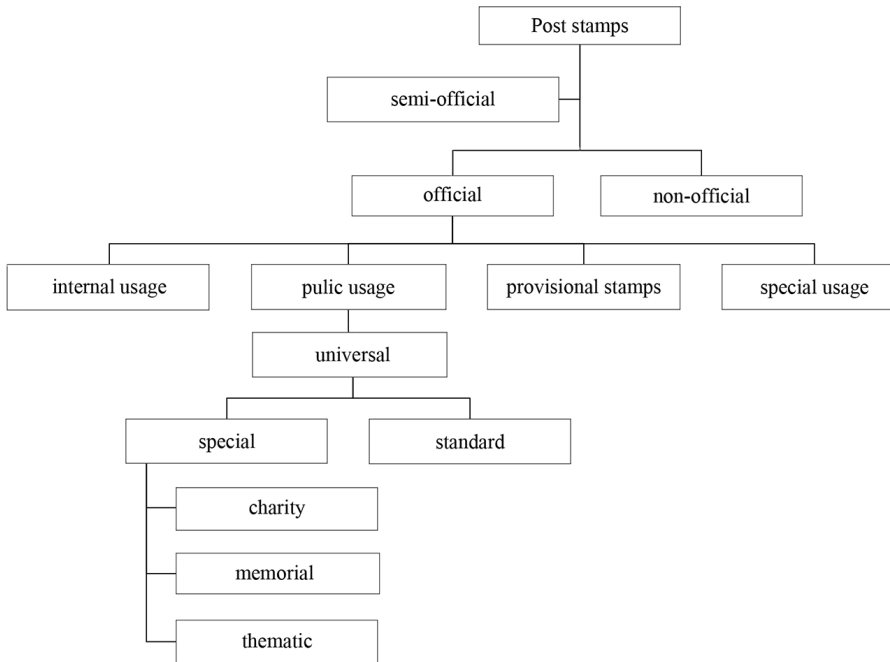 Post stamps
semi-official
official
non-official
internal usage
pulic usage
provisional stamps
special usage
universal
special
standard
charity
memorial
thematic